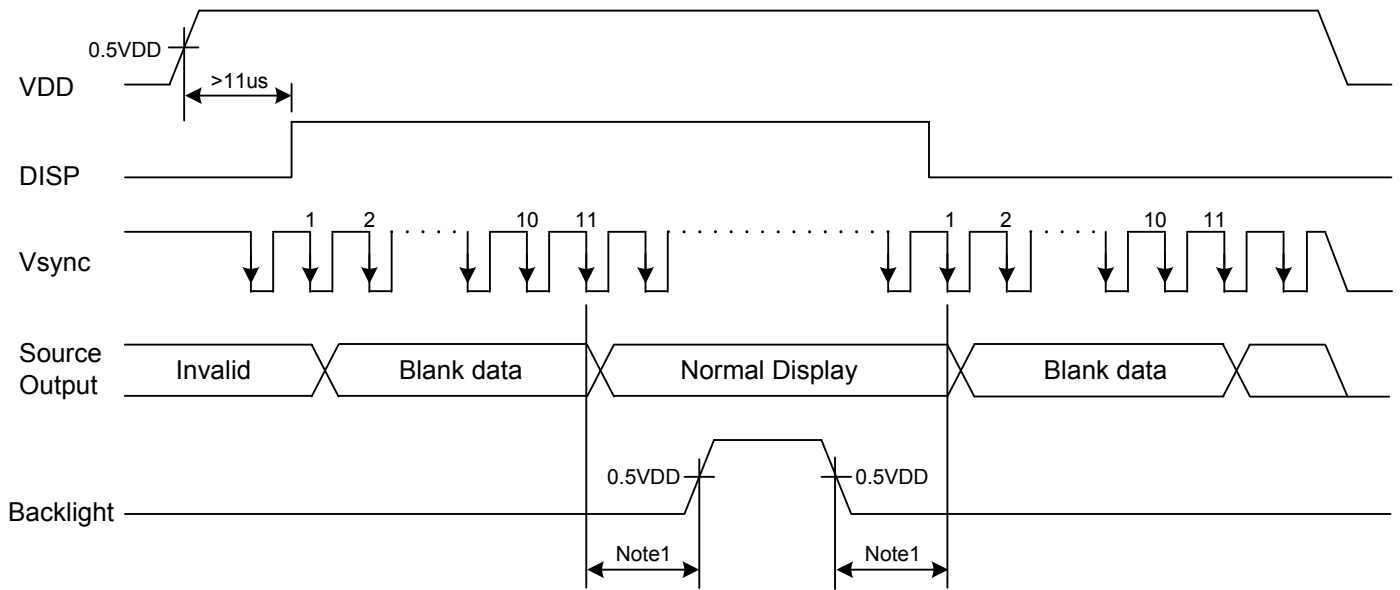 0.5VDD
VDD
>11us
DISP
1 2 10 11 1 2 10 11
Vsync
Source
Output
Invalid Blank data Normal Display Blank data
0.5VDD 0.5VDD
Backlight
Note1 Note1